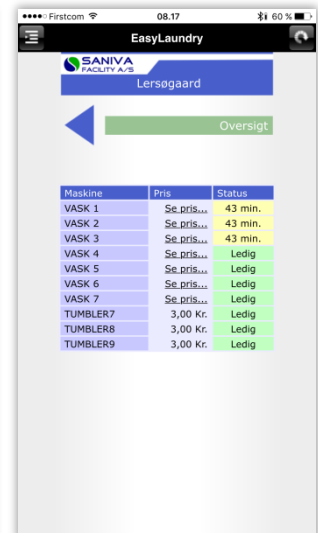 Firstcom 08.17 60 %
EasyLaundry
SANIVA
FACILITY A/S
Lersøgaard
Oversigt
Maskine Pris Status
VASK 1 Se pris... 43 min.
VASK 2 Se pris... 43 min.
VASK 3 Se pris... 43 min.
VASK 4 Se pris... Ledig
VASK 5 Se pris... Ledig
VASK 6 Se pris... Ledig
VASK 7 Se pris... Ledig
TUMBLER7 3,00 Kr. Ledig
TUMBLER8 3,00 Kr. Ledig
TUMBLER9 3,00 Kr. Ledig